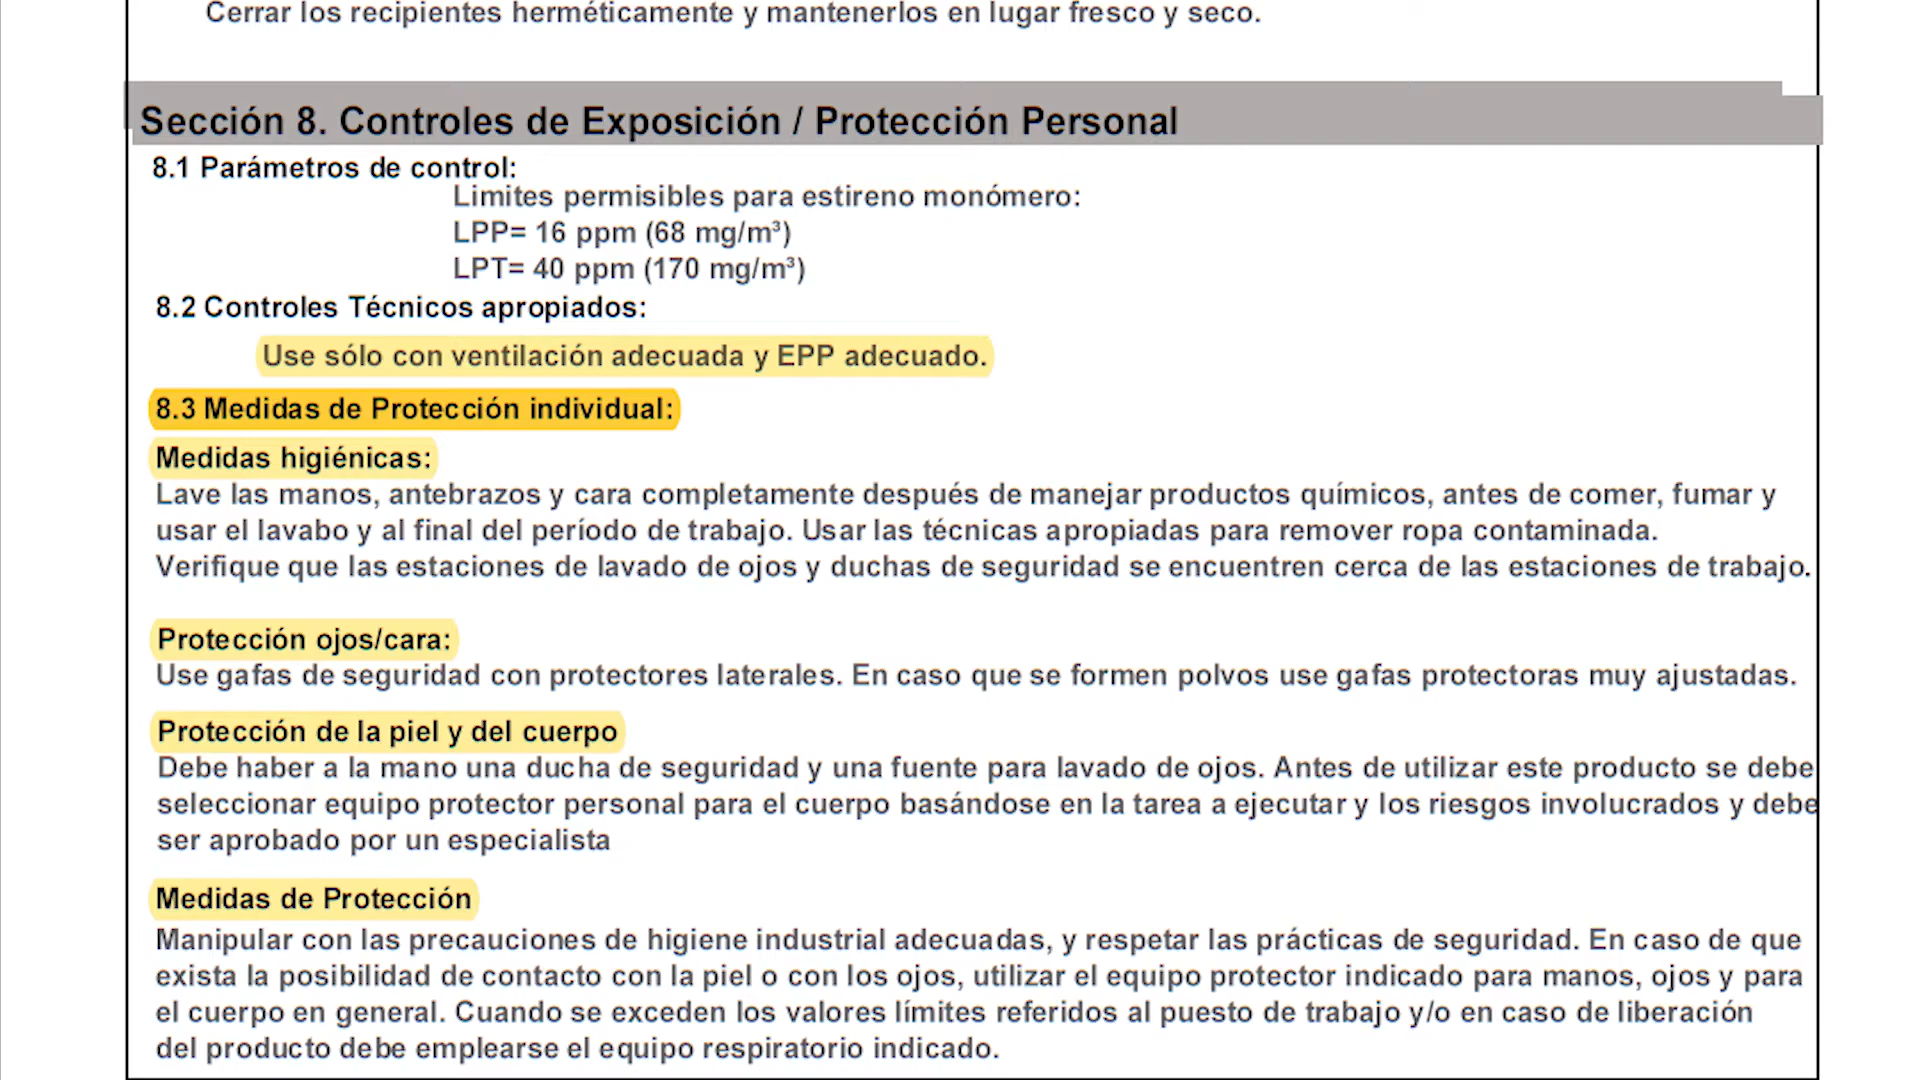 Cerrar los recipientes herméticamente y mantenerlos en lugar fresco y seco.
Sección 8. Controles de Exposición / Protección Personal
8.1 Parámetros de control:
Limites permisibles para estireno monómero:
LPP= 16 ppm (68 mg/m³)
LPT= 40 ppm (170 mg/m³)
8.2 Controles Técnicos apropiados:
Use sólo con ventilación adecuada y EPP adecuado.
8.3 Medidas de Protección individual:
Medidas higiénicas:
Lave las manos, antebrazos y cara completamente después de manejar productos químicos, antes de comer, fumar y
usar el lavabo y al final del período de trabajo. Usar las técnicas apropiadas para remover ropa contaminada.
Verifique que las estaciones de lavado de ojos y duchas de seguridad se encuentren cerca de las estaciones de trabajo.
Protección ojos/cara:
Use gafas de seguridad con protectores laterales. En caso que se formen polvos use gafas protectoras muy ajustadas.
Protección de la piel y del cuerpo
Debe haber a la mano una ducha de seguridad y una fuente para lavado de ojos. Antes de utilizar este producto se debe
seleccionar equipo protector personal para el cuerpo basándose en la tarea a ejecutar y los riesgos involucrados y debe
ser aprobado por un especialista
Medidas de Protección
Manipular con las precauciones de higiene industrial adecuadas, y respetar las prácticas de seguridad. En caso de que
exista la posibilidad de contacto con la piel o con los ojos, utilizar el equipo protector indicado para manos, ojos y para
el cuerpo en general. Cuando se exceden los valores límites referidos al puesto de trabajo y/o en caso de liberación
del producto debe emplearse el equipo respiratorio indicado.